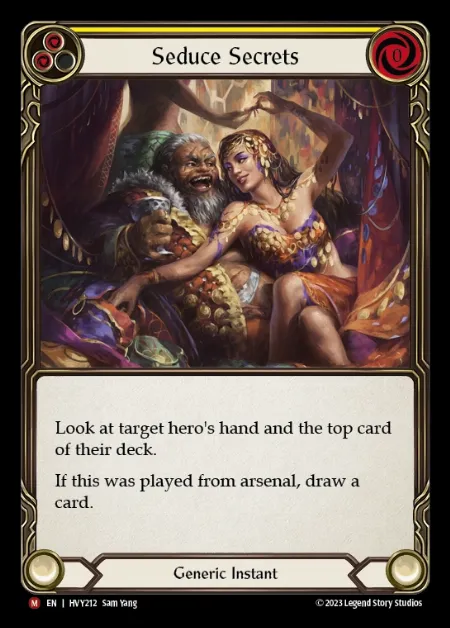 Seduce Secrets
0
Look at target hero's hand and the top card
of their deck.
If this was played from arsenal, draw a
card.
Generic Instant
M EN | HVY212 Sam Yang
© 2023 Legend Story Studios